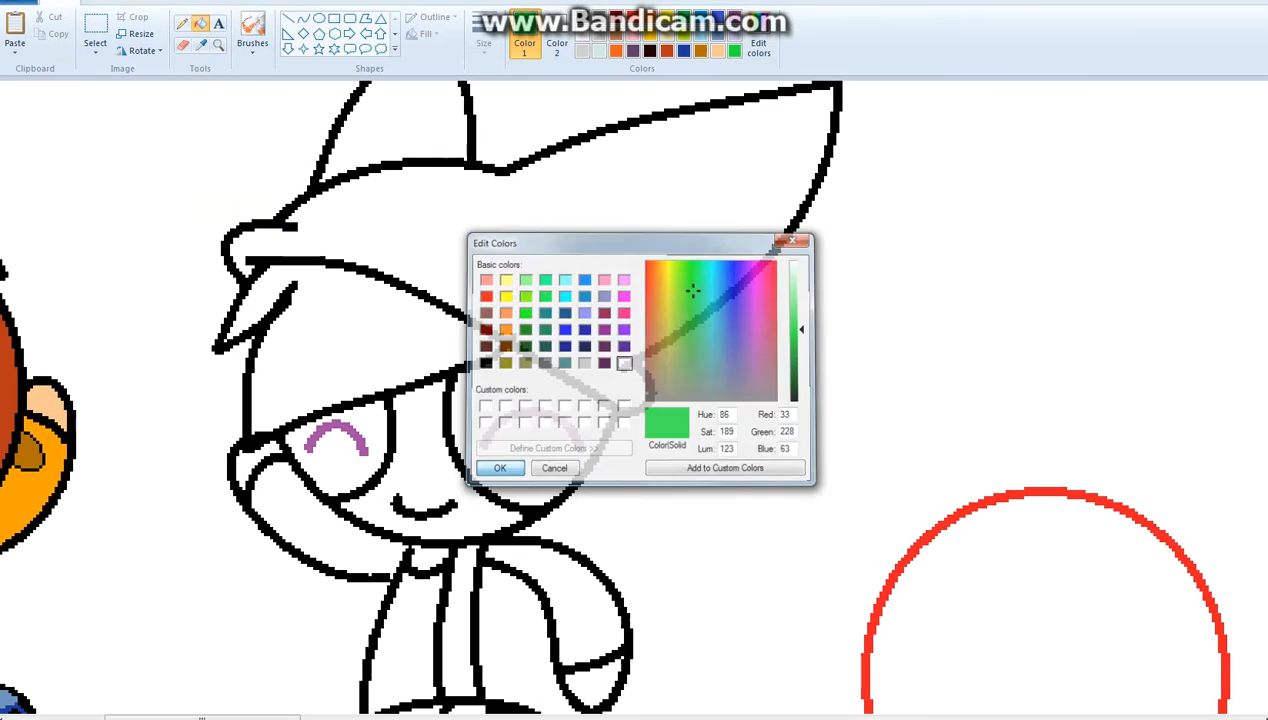 www.Bandicam.com
Paste
Cut
Copy
Clipboard
Select
Crop
Resize
Rotate
Image
Tools
Brushes
Outline
Fill
Shapes
Size
Color
1
Color
2
Edit
colors
Colors
Edit Colors
Basic colors:
Custom colors:
Define Custom Colors >>
OK
Cancel
Color|Solid
Hue: 86
Sat: 189
Lum: 123
Red: 33
Green: 228
Blue: 63
Add to Custom Colors